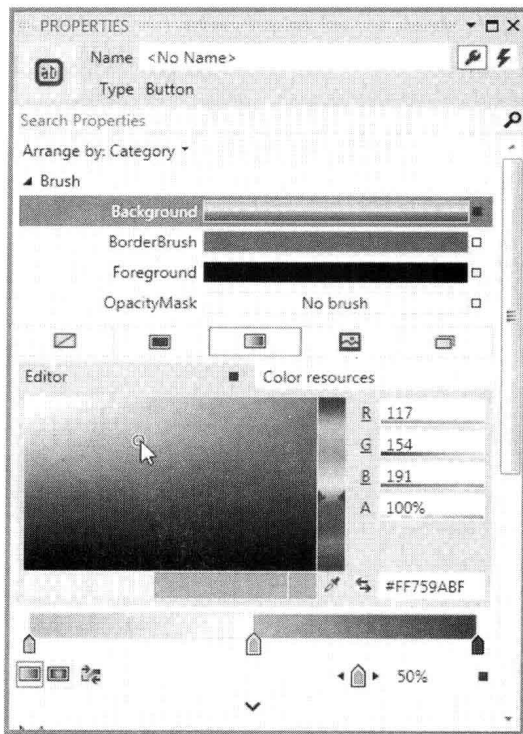 PROPERTIES
Name <No Name>
Type Button
Search Properties
Arrange by: Category
Brush
Background
BorderBrush
Foreground
OpacityMask No brush
Editor Color resources
R 117
G 154
B 191
A 100%
#FF759ABF
50%